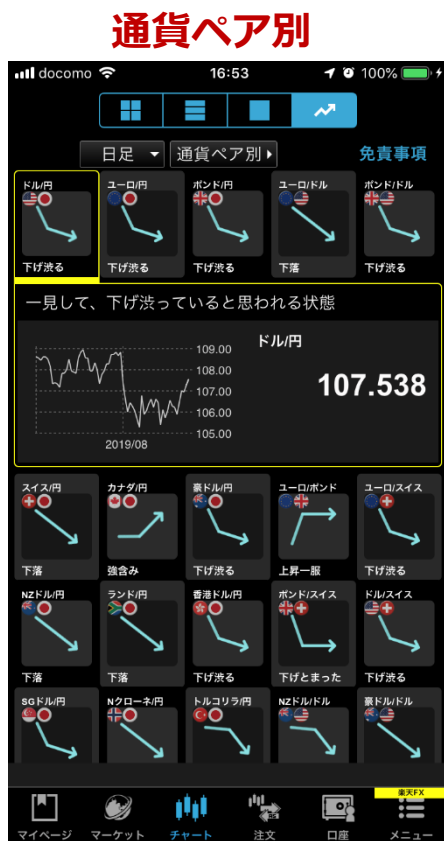 通貨ペア別
docomo 16:53 100%
日足 通貨ペア別 免責事項
ドル/円 ユーロ/円 ポンド/円 ユーロ/ドル ポンド/ドル
下げ渋る 下げ渋る 下げ渋る 下落 下げ渋る
一見して、下げ渋っていると思われる状態
ドル/円
109.00
108.00
107.00
106.00
105.00
107.538
2019/08
スイス/円 カナダ/円 豪ドル/円 ユーロ/ポンド ユーロ/スイス
下落 強含み 下げ渋る 上昇一服 下げ渋る
NZドル/円 ランド/円 香港ドル/円 ポンド/スイス ドル/スイス
下落 下落 下げ渋る 下げとまった 下げ渋る
SGドル/円 Nクローネ/円 トルコリラ/円 NZドル/ドル 豪ドル/ドル
楽天FX
マイページ マーケット チャート 注文 口座 メニュー